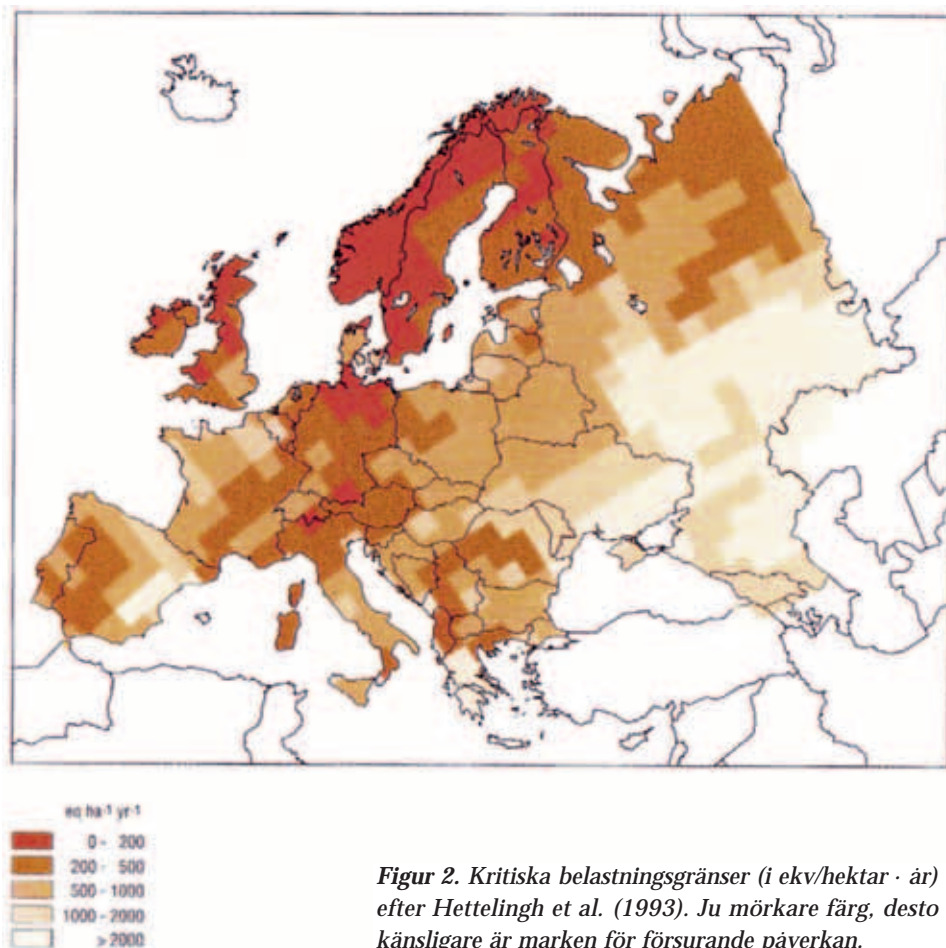 eq ha-1 yr-1
0 - 200
200 - 500
500 - 1000
1000 - 2000
> 2000
Figur 2. Kritiska belastningsgränser (i ekv/hektar · år)
efter Hettelingh et al. (1993). Ju mörkare färg, desto
känsligare är marken för försurande påverkan.